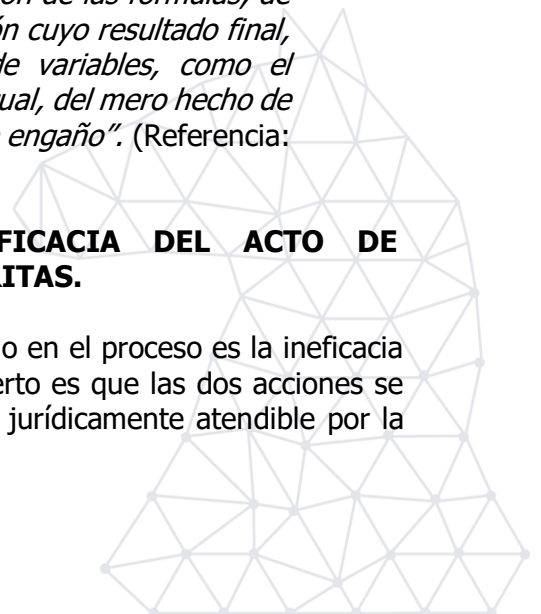 ón de las fórmulas, de
ón cuyo resultado final,
de variables, como el
tual, del mero hecho de
engaño". (Referencia:
FICACIA DEL ACTO DE
RITAS.
o en el proceso es la ineficacia
erto es que las dos acciones se
jurídicamente atendible por la